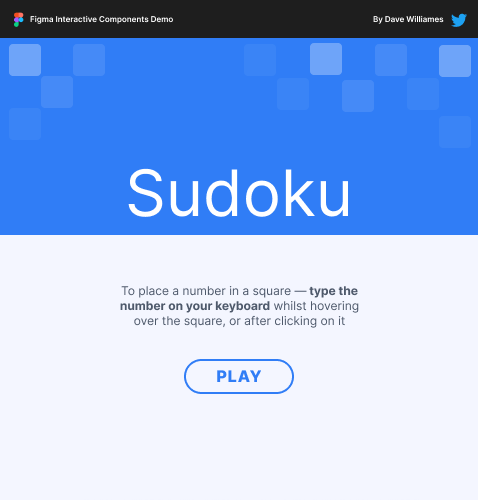 Figma Interactive Components Demo
By Dave Williames
Sudoku
To place a number in a square — type the
number on your keyboard whilst hovering
over the square, or after clicking on it
PLAY